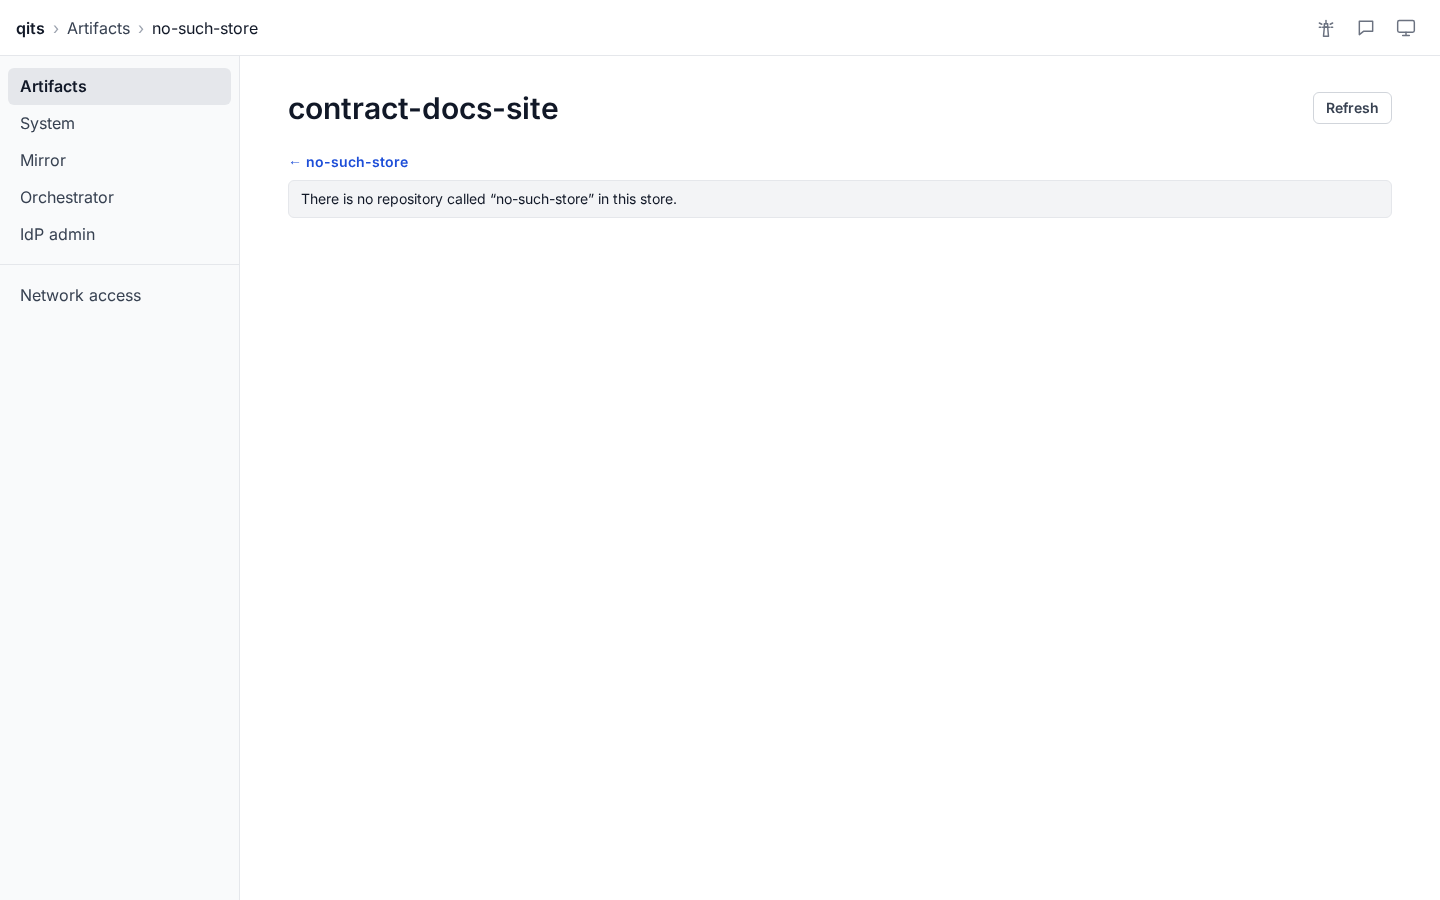 qits › Artifacts › no-such-store
Artifacts
System
Mirror
Orchestrator
IdP admin
Network access
contract-docs-site
Refresh
← no-such-store
There is no repository called “no-such-store” in this store.